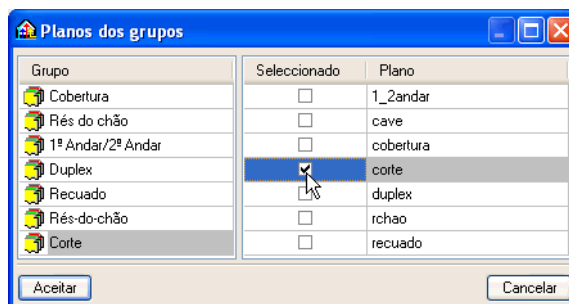 Planos dos grupos
Grupo Seleccionado Plano
Cobertura 1_2andar
Rés do chão cave
1º Andar/2º Andar cobertura
Duplex corte
Recuado duplex
Rés-do-chão rchao
Corte recuado
Aceitar Cancelar